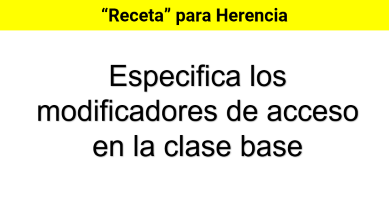 “Receta” para Herencia
Especifica los
modificadores de acceso
en la clase base